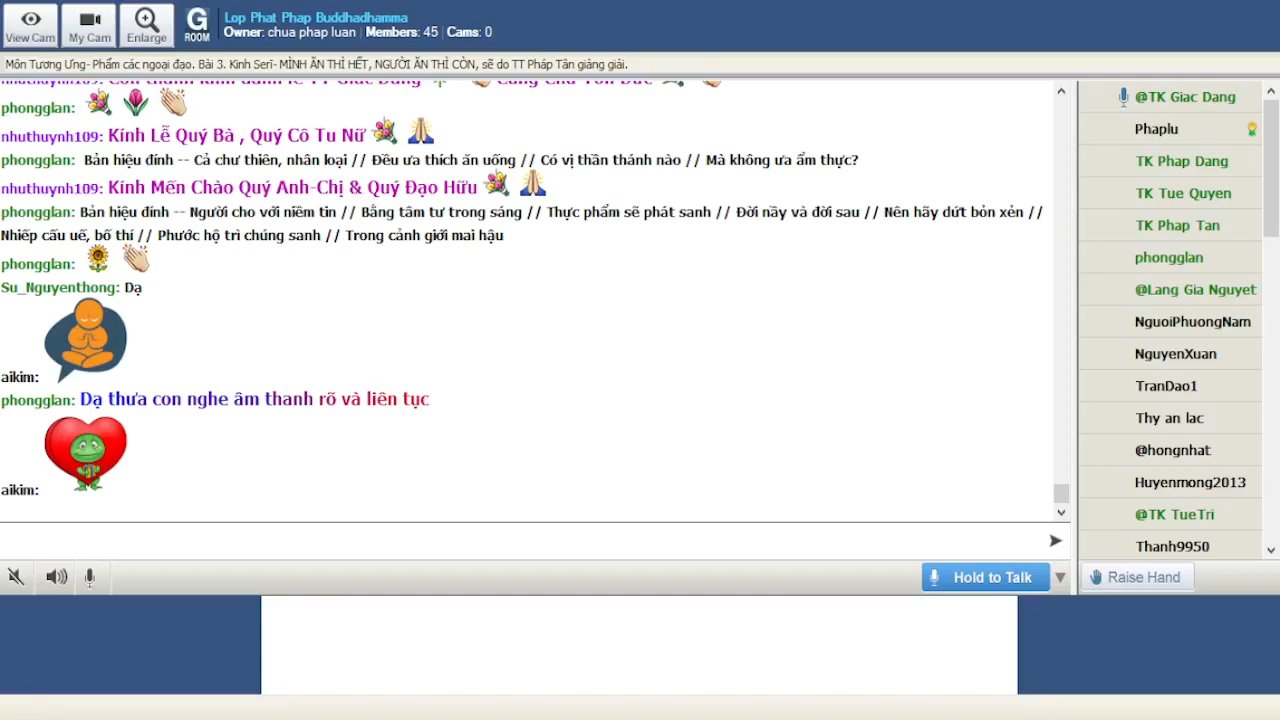 View Cam
My Cam
Enlarge
G
ROOM
Lop Phat Phap Buddhadhamma
Owner: chua phap luan | Members: 45 | Cams: 0
Môn Tương Ưng- Phẩm các ngoại đạo. Bài 3. Kinh Serī- MÌNH ĂN THÌ HẾT, NGƯỜI ĂN THÌ CÒN, sẽ do TT Pháp Tân giảng giải.
phongglan:
nhuthuynh109: Kính Lễ Quý Bà , Quý Cô Tu Nữ
phongglan: Bản hiệu đính -- Cả chư thiên, nhân loại // Đều ưa thích ăn uống // Có vị thần thánh nào // Mà không ưa ẩm thực?
nhuthuynh109: Kính Mến Chào Quý Anh-Chị & Quý Đạo Hữu
phongglan: Bản hiệu đính -- Người cho với niềm tin // Bằng tâm tư trong sáng // Thực phẩm sẽ phát sanh // Đời nầy và đời sau // Nên hãy dứt bỏn xẻn //
Nhiếp cấu uế, bố thí // Phước hộ trì chúng sanh // Trong cảnh giới mai hậu
phongglan:
Su_Nguyenthong: Dạ
aikim:
phongglan: Dạ thưa con nghe âm thanh rõ và liên tục
aikim:
@TK Giac Dang
Phaplu
TK Phap Dang
TK Tue Quyen
TK Phap Tan
phongglan
@Lang Gia Nguyet
NguoiPhuongNam
NguyenXuan
TranDao1
Thy an lac
@hongnhat
Huyenmong2013
@TK TueTri
Thanh9950
Hold to Talk
Raise Hand